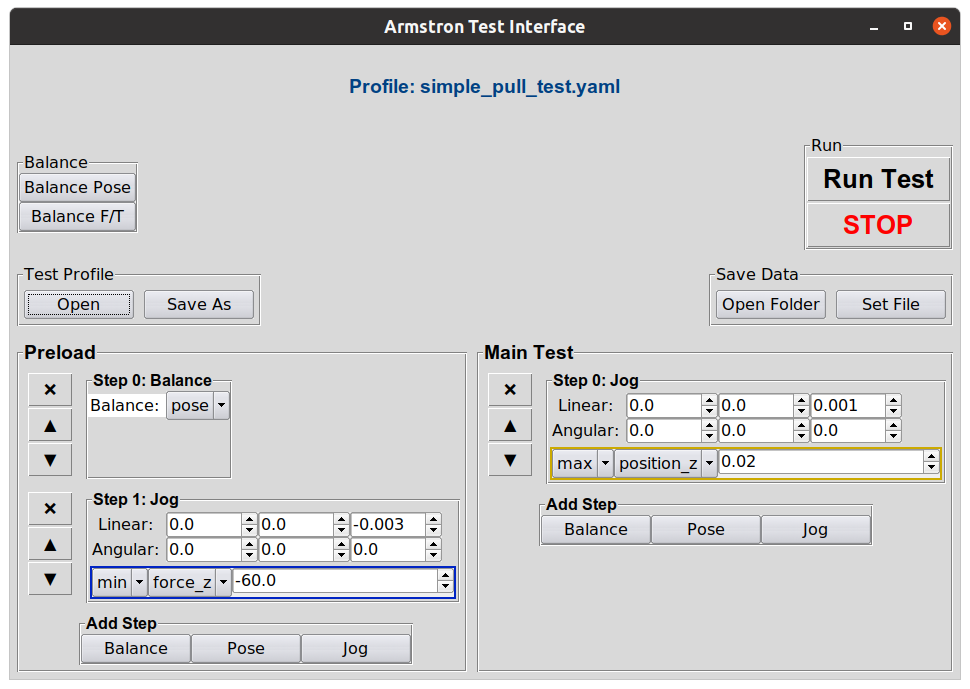 Armstron Test Interface
Profile: simple_pull_test.yaml
Balance
Balance Pose
Balance F/T
Run
Run Test
STOP
Test Profile
Open
Save As
Save Data
Open Folder
Set File
Preload
Step 0: Balance
Balance: pose
Step 1: Jog
Linear: 0.0 0.0 -0.003
Angular: 0.0 0.0 0.0
min force_z -60.0
Add Step
Balance Pose Jog
Main Test
Step 0: Jog
Linear: 0.0 0.0 0.001
Angular: 0.0 0.0 0.0
max position_z 0.02
Add Step
Balance Pose Jog